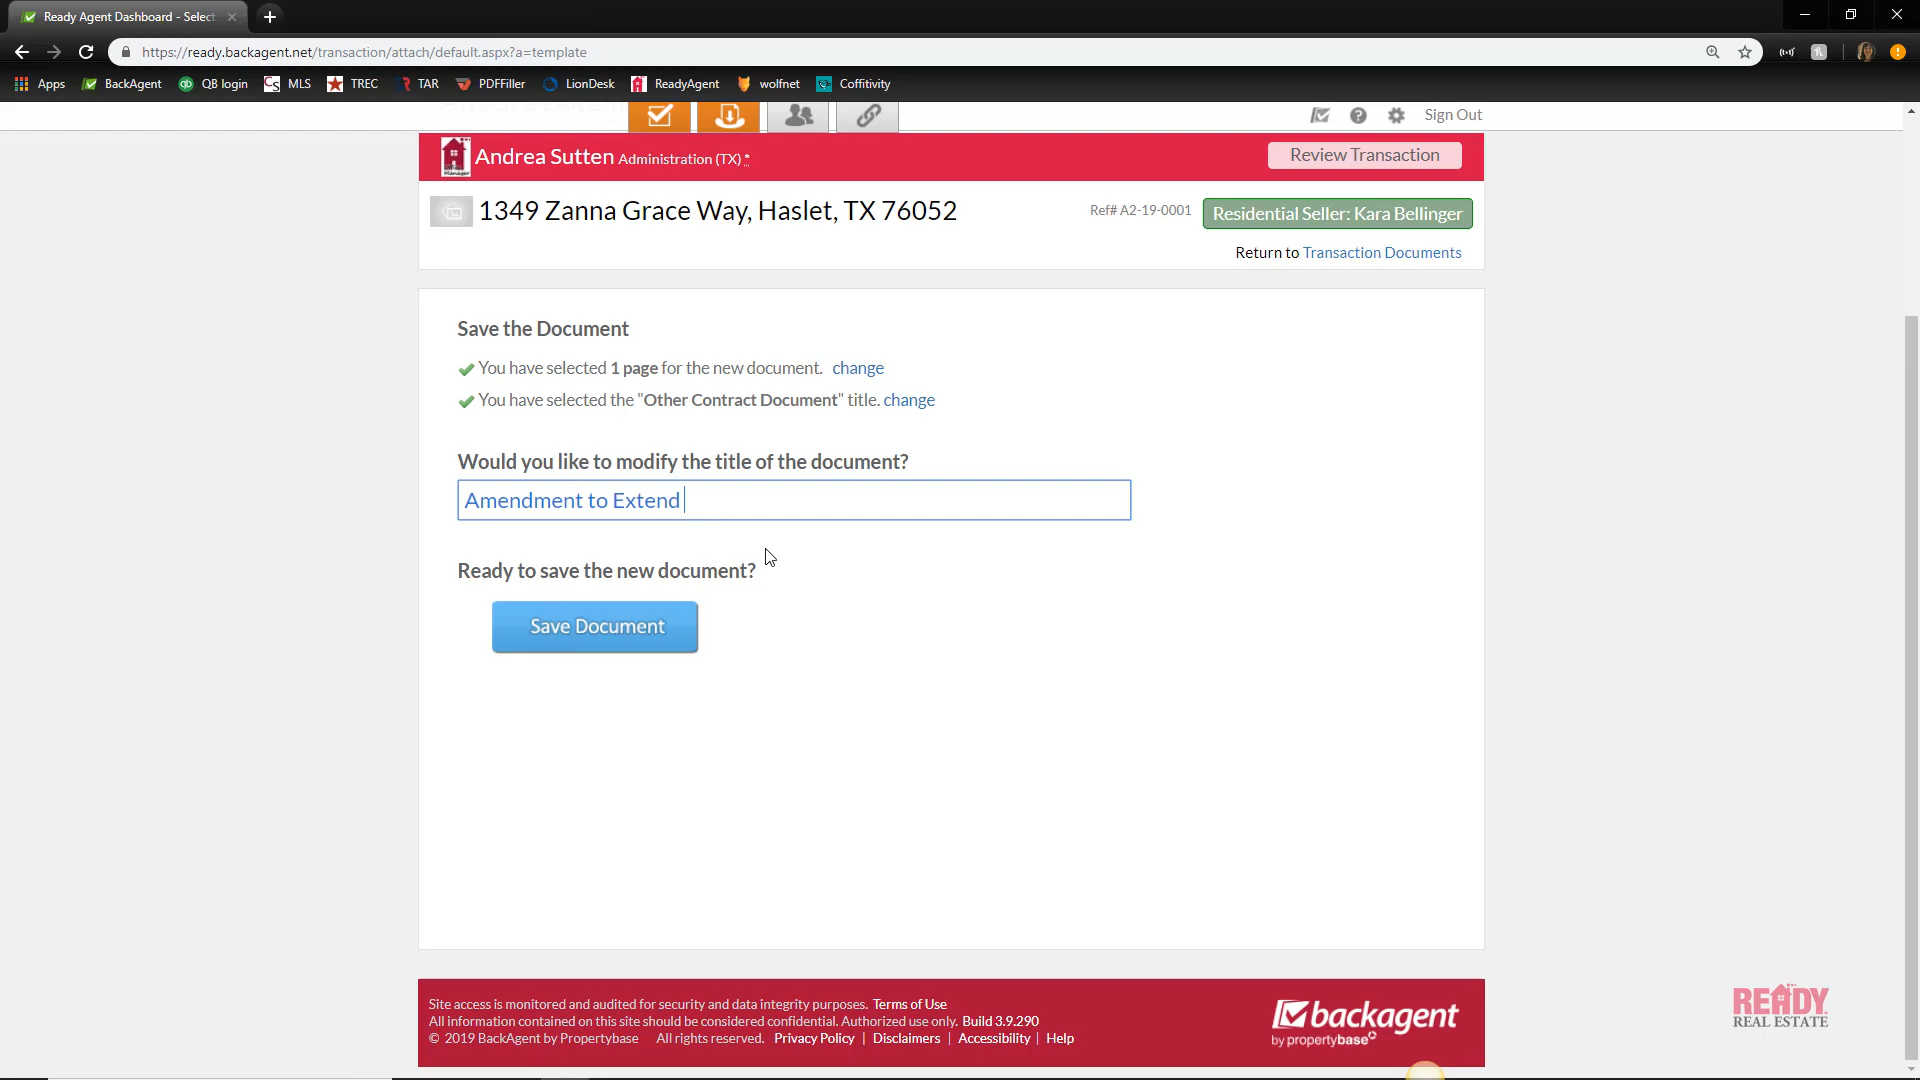 Ready Agent Dashboard - Select
https://ready.backagent.net/transaction/attach/default.aspx?a=template
Apps BackAgent QB login MLS TREC TAR PDFFiller LionDesk ReadyAgent wolfnet Coffitivity
Sign Out
Andrea Sutten Administration (TX) *
Review Transaction
1349 Zanna Grace Way, Haslet, TX 76052
Ref# A2-19-0001
Residential Seller: Kara Bellinger
Return to Transaction Documents
Save the Document
You have selected 1 page for the new document. change
You have selected the "Other Contract Document" title. change
Would you like to modify the title of the document?
Amendment to Extend
Ready to save the new document?
Save Document
Site access is monitored and audited for security and data integrity purposes. Terms of Use
All information contained on this site should be considered confidential. Authorized use only. Build 3.9.290
© 2019 BackAgent by Propertybase All rights reserved. Privacy Policy | Disclaimers | Accessibility | Help
backagent
by propertybase
READY
REAL ESTATE